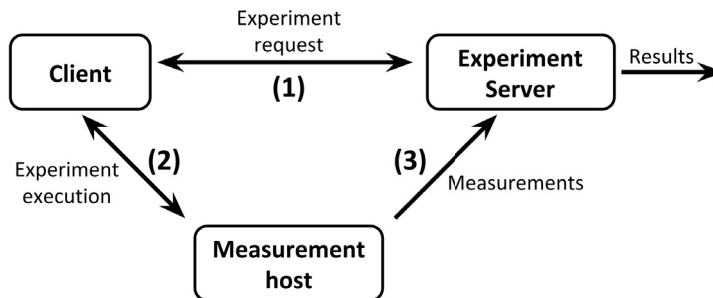 Experiment
request
Client
(1)
Experiment
Server
Results
Experiment
execution
(2)
(3)
Measurements
Measurement
host